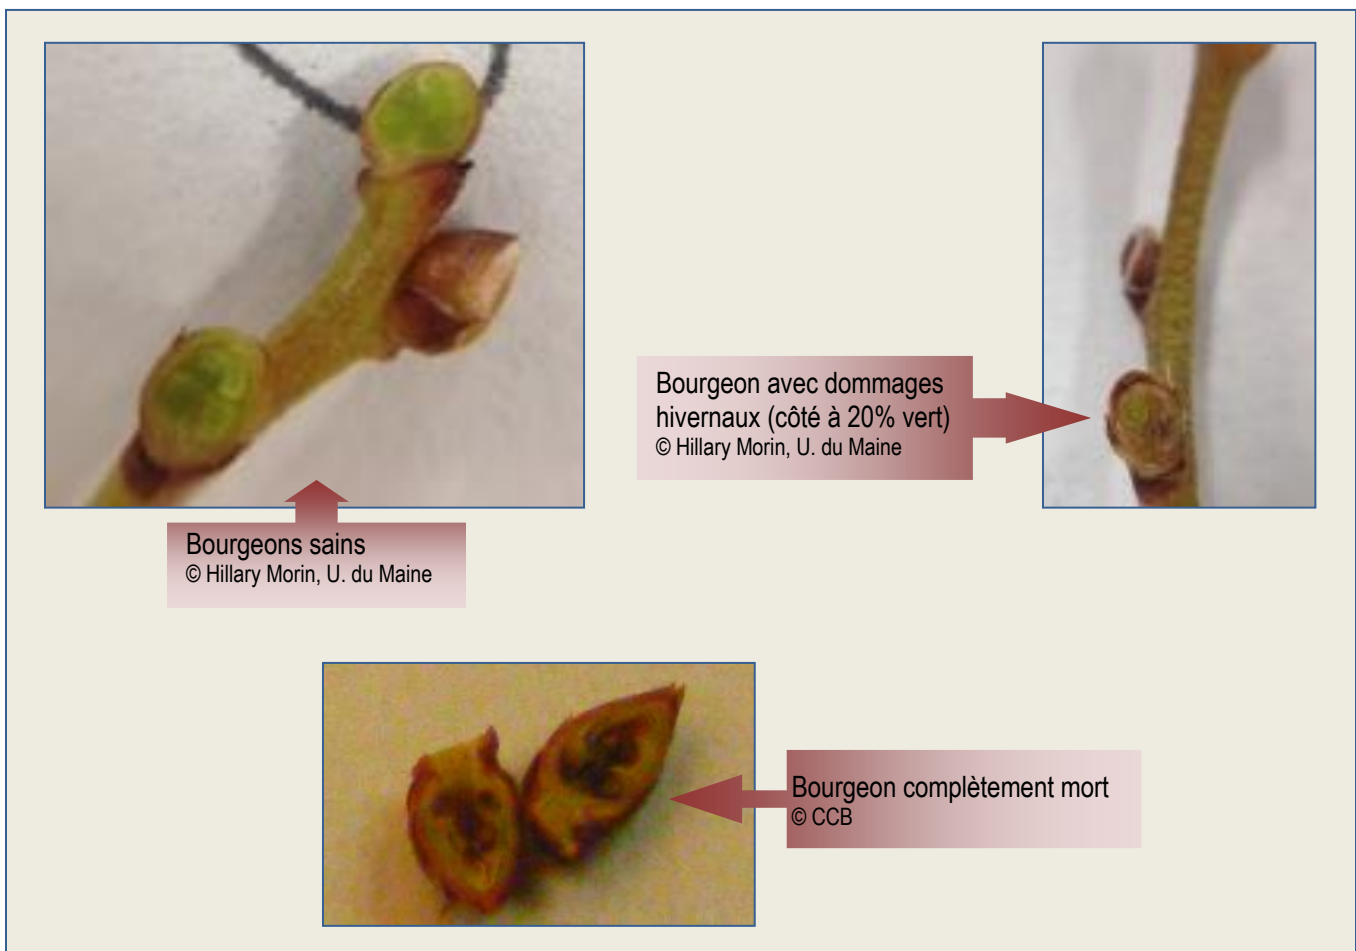 Bourgeon avec dommages
hivernaux (côté à 20% vert)
© Hillary Morin, U. du Maine
Bourgeons sains
© Hillary Morin, U. du Maine
Bourgeon complètement mort
© CCB